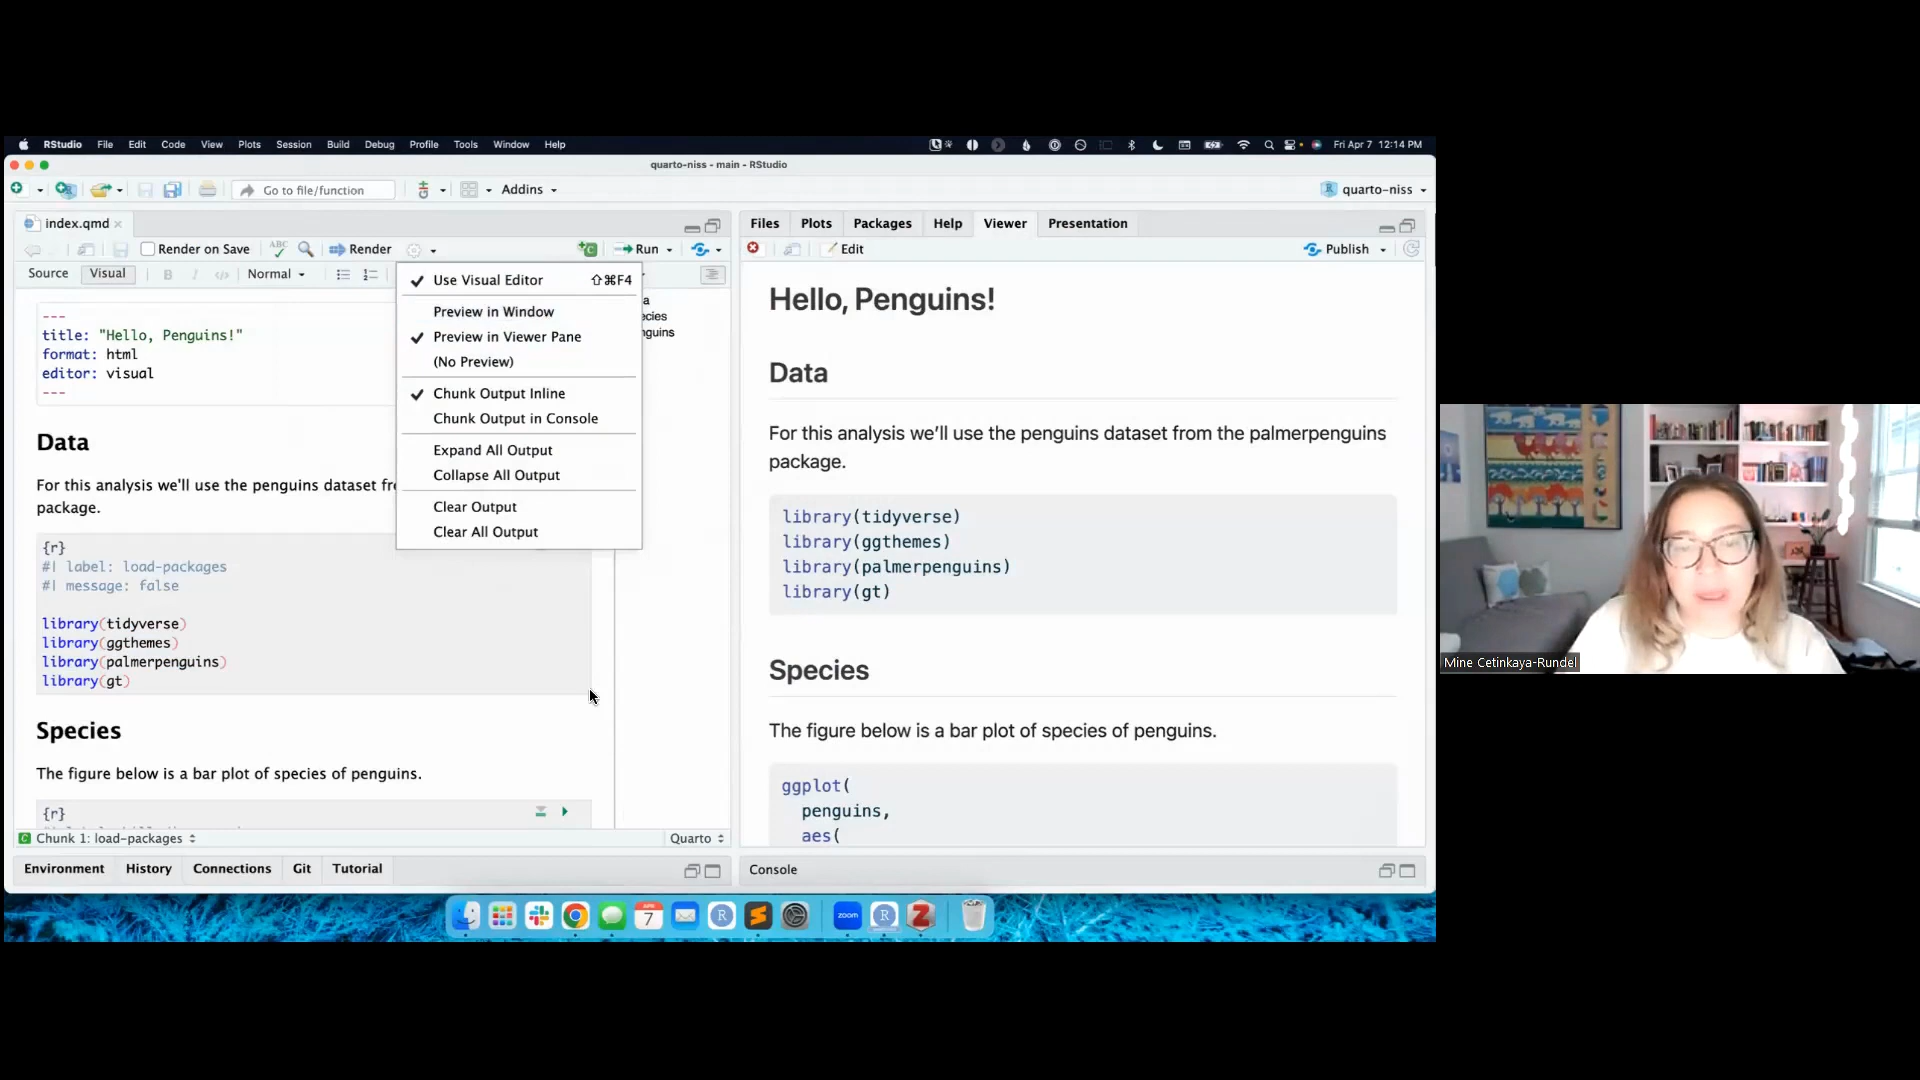 RStudio File Edit Code View Plots Session Build Debug Profile Tools Window Help Fri Apr 7 12:14 PM
quarto-niss - main - RStudio
Go to file/function Addins quarto-niss
index.qmd
Render on Save ABC Render Run
Source Visual B I </> Normal
---
title: "Hello, Penguins!"
format: html
editor: visual
---
Data
For this analysis we'll use the penguins dataset fr
package.
{r}
#| label: load-packages
#| message: false
library(tidyverse)
library(ggthemes)
library(palmerpenguins)
library(gt)
Species
The figure below is a bar plot of species of penguins.
{r}
Chunk 1: load-packages Quarto
Use Visual Editor ⇧⌘F4
Preview in Window
Preview in Viewer Pane
(No Preview)
Chunk Output Inline
Chunk Output in Console
Expand All Output
Collapse All Output
Clear Output
Clear All Output
a
ecies
nguins
Environment History Connections Git Tutorial
Files Plots Packages Help Viewer Presentation
Edit Publish
Hello, Penguins!
Data
For this analysis we'll use the penguins dataset from the palmerpenguins
package.
library(tidyverse)
library(ggthemes)
library(palmerpenguins)
library(gt)
Species
The figure below is a bar plot of species of penguins.
ggplot(
penguins,
aes(
Console
APR
7
R
zoom
R
Z
Mine Cetinkaya-Rundel